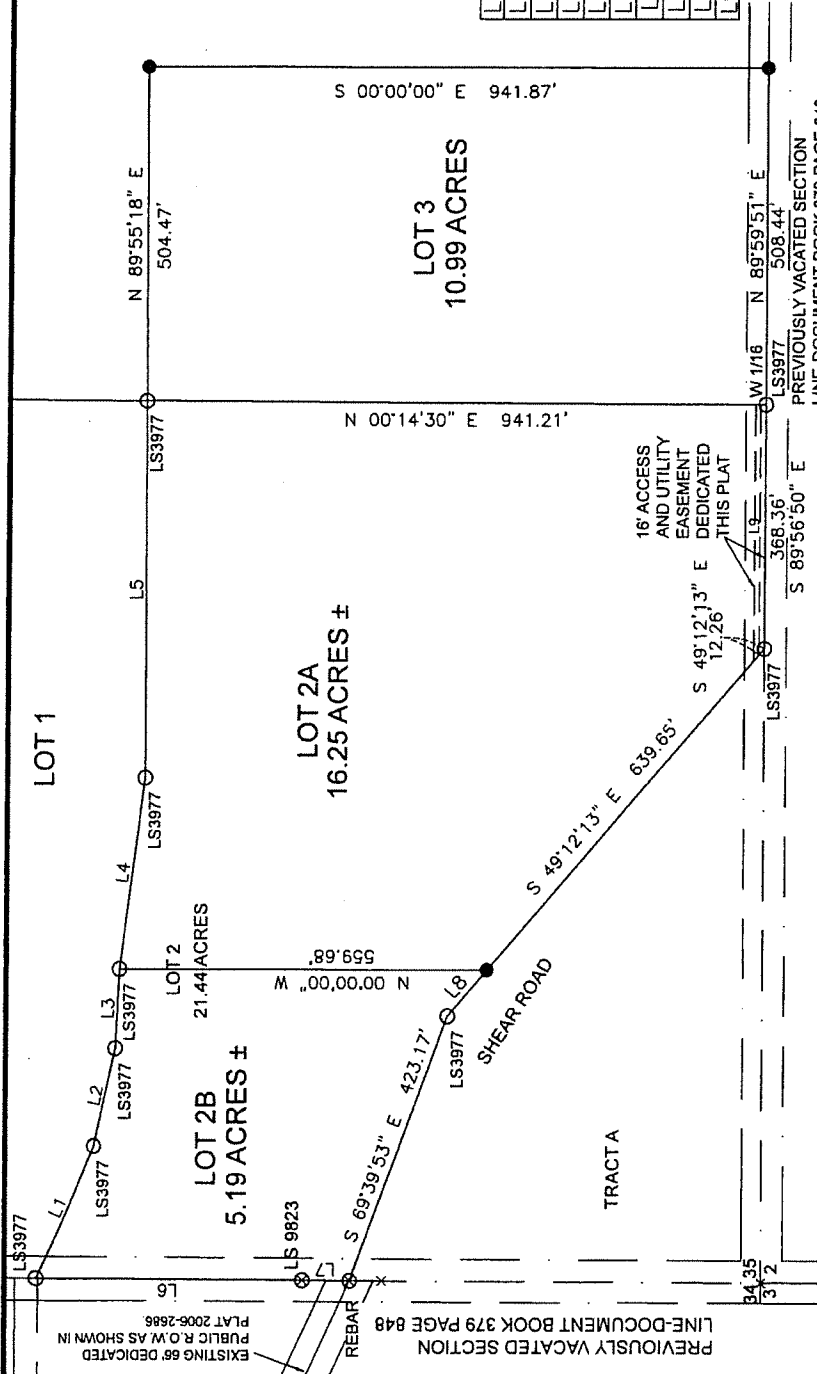 LOT 1
N 89°55'18" E
504.47'
S 00°00'00" E 941.87'
LOT 3
10.99 ACRES
LS3977
N 00°14'30" E 941.21'
L5
LOT 2A
16.25 ACRES ±
LS3977
L4
LOT 2
21.44 ACRES
LS3977
L3
LS3977
L2
LS3977
L1
LS3977
N 00°00'00" W
559.68'
LOT 2B
5.19 ACRES ±
L6
LS 9823
L7
REBAR
EXISTING 66' DEDICATED
PUBLIC R.O.W. AS SHOWN IN
PLAT 2006-2686.
S 69°39'53" E 423.17'
LS3977
L8
SHEAR ROAD
S 49°12'13" E 639.65'
S 49°12'13" E
12.26'
LS3977
16' ACCESS
AND UTILITY
EASEMENT
DEDICATED
THIS PLAT
L9
368.36'
S 89°56'50" E
W 1/16
LS3977
N 89°59'51" E
508.44'
PREVIOUSLY VACATED SECTION
TRACT A
34 35
3 2
PREVIOUSLY VACATED SECTION
LINE-DOCUMENT BOOK 379 PAGE 848
L
L
L
L
L
L
L
L
L